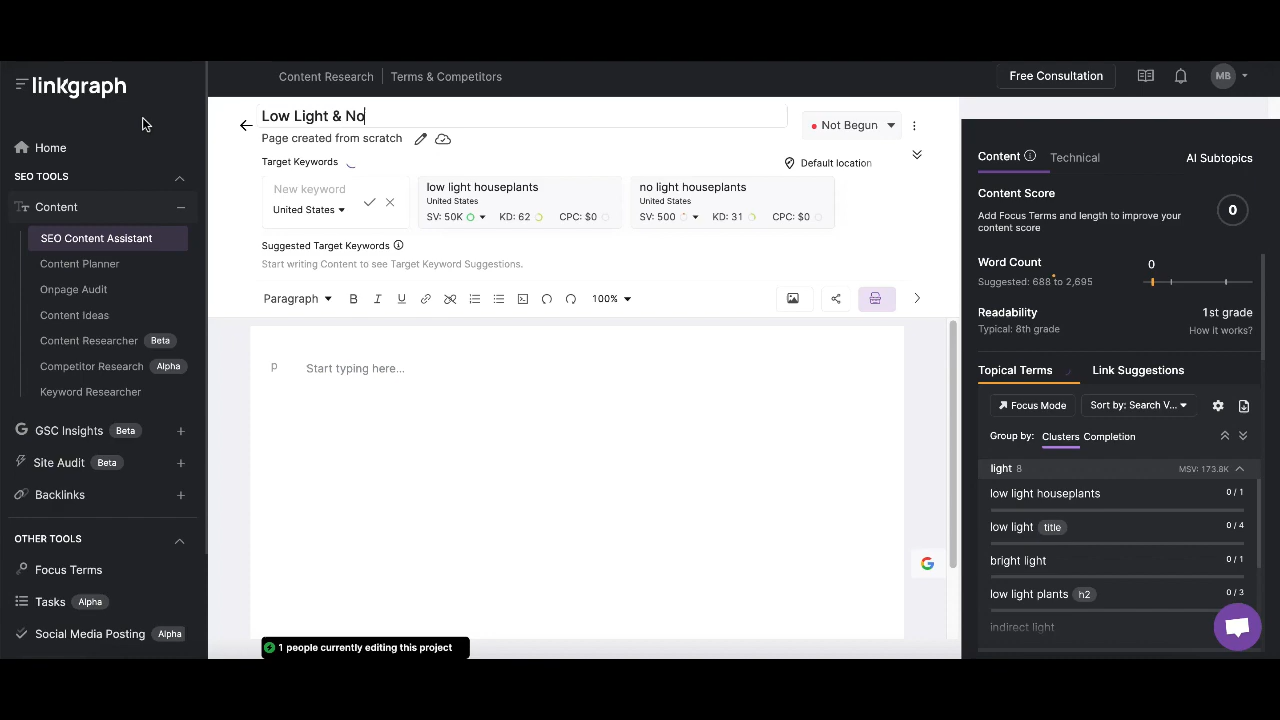 linkgraph
Home
SEO TOOLS
Content
SEO Content Assistant
Content Planner
Onpage Audit
Content Ideas
Content Researcher Beta
Competitor Research Alpha
Keyword Researcher
GSC Insights Beta
Site Audit Beta
Backlinks
OTHER TOOLS
Focus Terms
Tasks Alpha
Social Media Posting Alpha
Content Research Terms & Competitors
Free Consultation
MB
Low Light & No
Not Begun
Page created from scratch
Target Keywords
Default location
New keyword
United States
low light houseplants
United States
SV: 50K KD: 62 CPC: $0
no light houseplants
United States
SV: 500 KD: 31 CPC: $0
Suggested Target Keywords
Start writing Content to see Target Keyword Suggestions.
Paragraph B I U 100%
p Start typing here...
1 people currently editing this project
Content Technical AI Subtopics
Content Score
Add Focus Terms and length to improve your
content score
0
Word Count 0
Suggested: 688 to 2,695
Readability 1st grade
Typical: 8th grade How it works?
Topical Terms Link Suggestions
Focus Mode Sort by: Search V...
Group by: Clusters Completion
light 8 MSV: 173.8K
low light houseplants 0 / 1
low light title 0 / 4
bright light 0 / 1
low light plants h2 0 / 3
indirect light